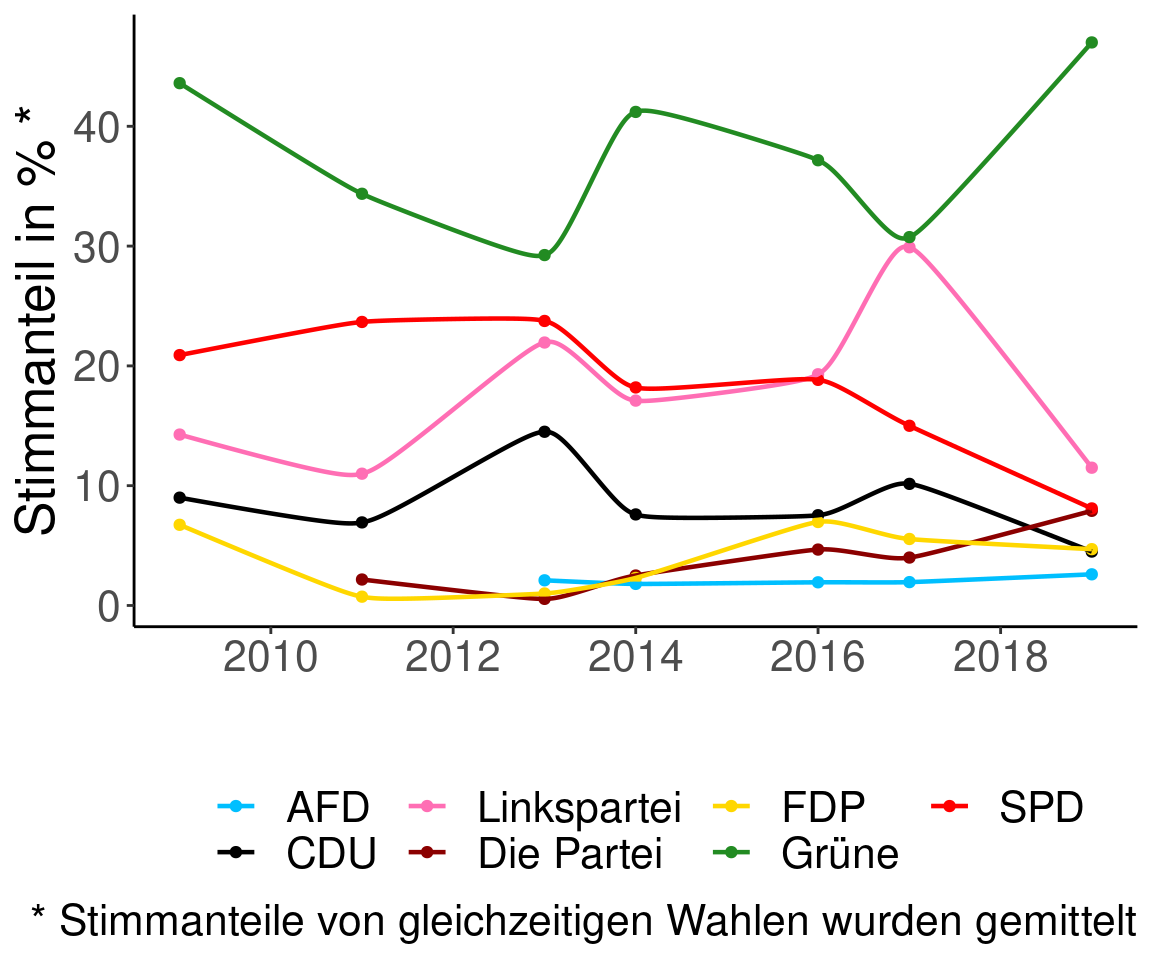 Stimmanteil in % *
40
30
20
10
0
2010 2012 2014 2016 2018
AFD Linkspartei FDP SPD
CDU Die Partei Grüne
* Stimmanteile von gleichzeitigen Wahlen wurden gemittelt